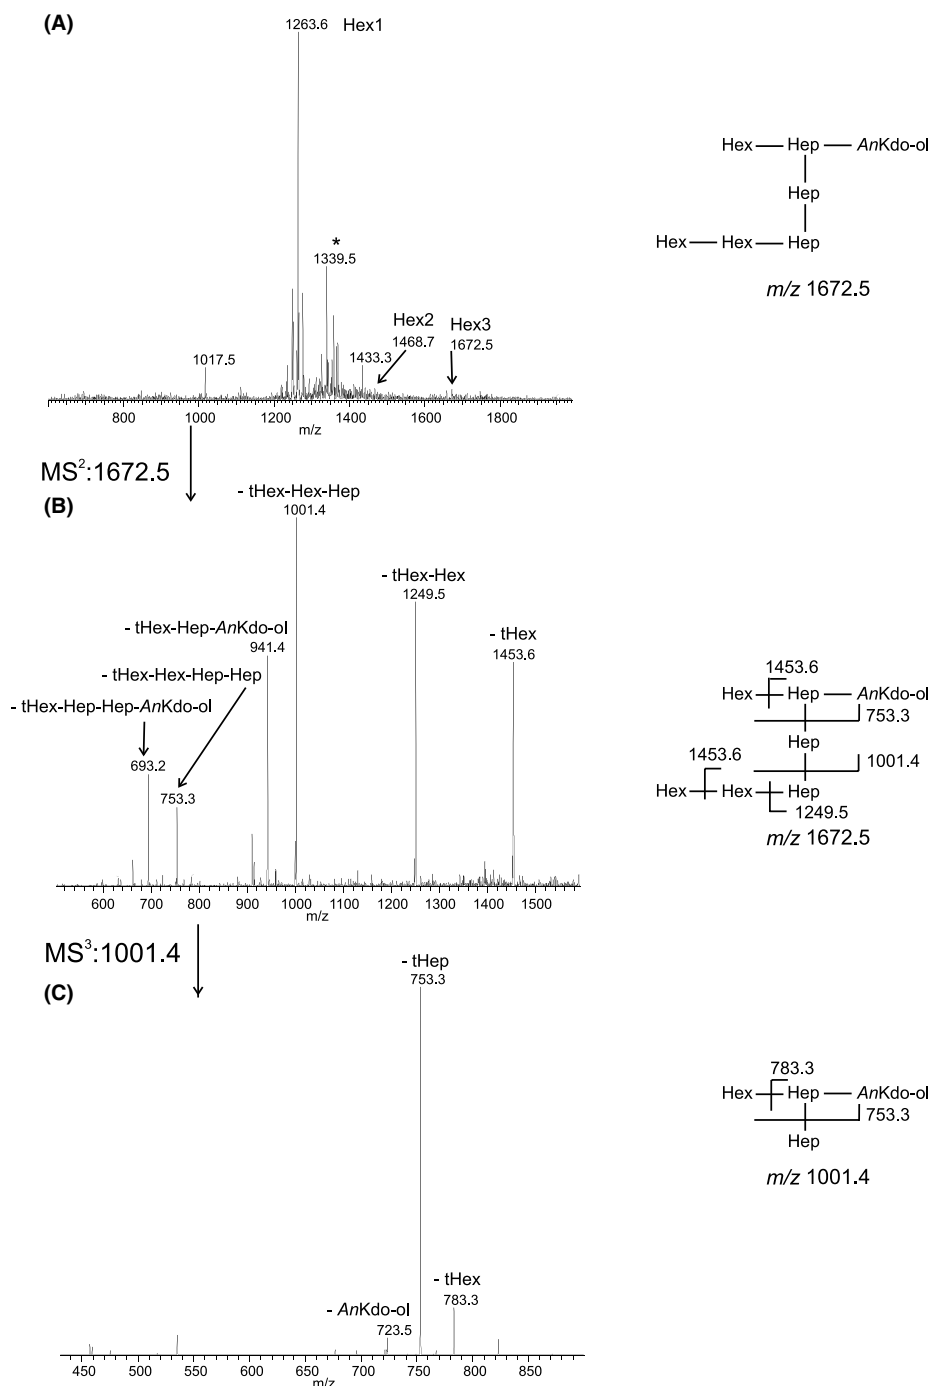 (A)
1263.6 Hex1
*
1339.5
Hex2
1468.7
Hex3
1672.5
1017.5
1433.3
800 1000 1200 1400 1600 1800
m/z
Hex Hep AnKdo-ol
Hep
Hex Hex Hep
m/z 1672.5
MS2:1672.5
(B)
- tHex-Hex-Hep
1001.4
- tHex-Hex
1249.5
- tHex-Hep-AnKdo-ol
941.4
- tHex
1453.6
- tHex-Hex-Hep-Hep
- tHex-Hep-Hep-AnKdo-ol
693.2
753.3
600 700 800 900 1000 1100 1200 1300 1400 1500
m/z
1453.6
Hex Hep AnKdo-ol
753.3
Hep
1453.6
1001.4
Hex Hex Hep
1249.5
m/z 1672.5
MS3:1001.4
(C)
- tHep
753.3
- tHex
783.3
- AnKdo-ol
723.5
450 500 550 600 650 700 750 800 850
m/z
783.3
Hex Hep AnKdo-ol
753.3
Hep
m/z 1001.4